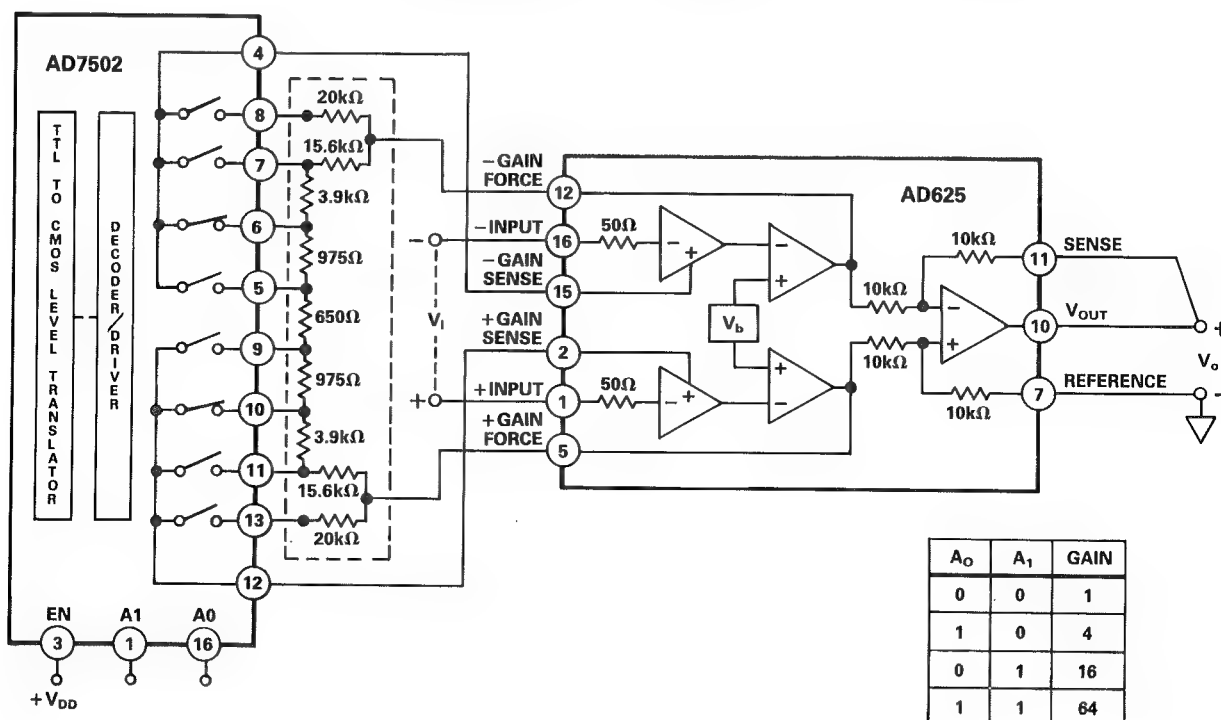 AD7502
TTL TO CMOS LEVEL TRANSLATOR
DECODER/DRIVER
4
8
7
6
5
9
10
11
13
12
20kΩ
15.6kΩ
3.9kΩ
975Ω
650Ω
975Ω
3.9kΩ
15.6kΩ
20kΩ
EN
A1
A0
3
1
16
+VDD
−
VI
+
−GAIN
FORCE
−INPUT
−GAIN
SENSE
+GAIN
SENSE
+INPUT
+GAIN
FORCE
12
16
15
2
1
5
AD625
50Ω
−
+
−
+
Vb
50Ω
−
+
+
−
10kΩ
10kΩ
10kΩ
10kΩ
−
+
11
10
7
SENSE
VOUT
REFERENCE
+
Vo
−
AO A1 GAIN
0 0 1
1 0 4
0 1 16
1 1 64